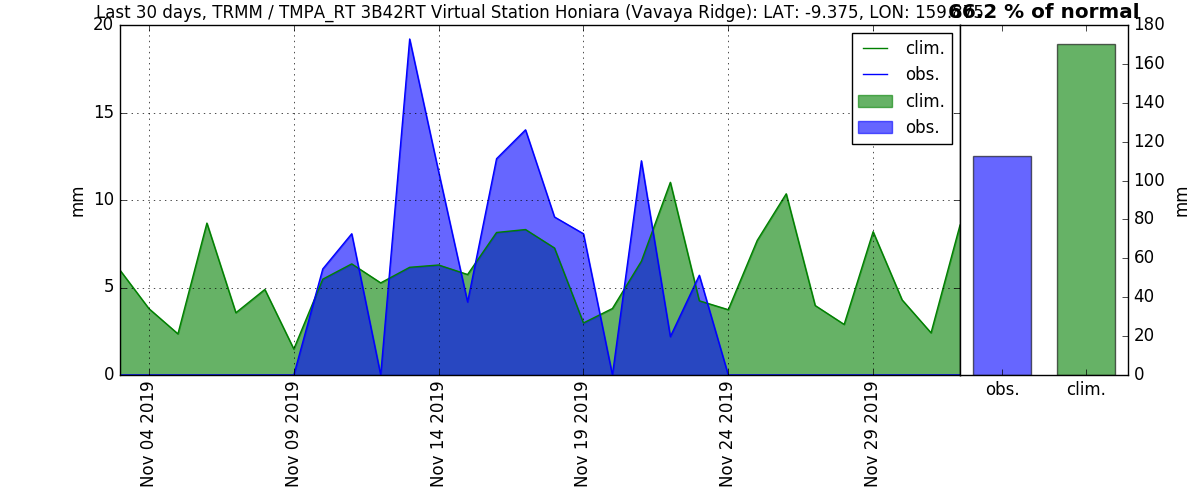 Last 30 days, TRMM / TMPA_RT 3B42RT Virtual Station Honiara (Vavaya Ridge): LAT: -9.375, LON:
66.2 % of normal
20
15
10
5
0
mm
clim.
obs.
clim.
obs.
180
160
140
120
100
80
60
40
20
0
mm
obs.
clim.
Nov 04 2019
Nov 09 2019
Nov 14 2019
Nov 19 2019
Nov 24 2019
Nov 29 2019